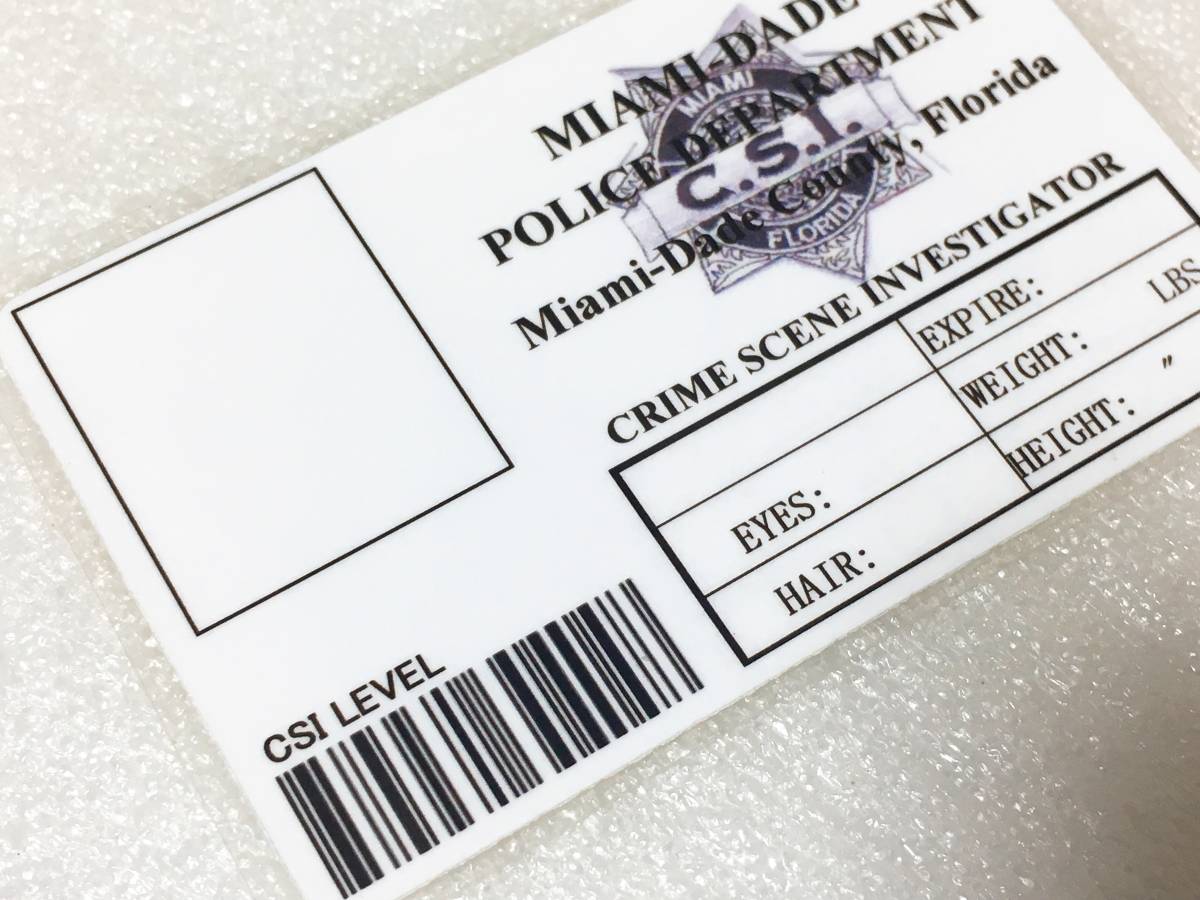 MIAMI-DADE
POLICE DEPARTMENT
Miami-Dade County, Florida
MIAMI
C.S.I.
FLORIDA
CRIME SCENE INVESTIGATOR
EXPIRE:
EYES: WEIGHT: LBS
HAIR: HEIGHT: "
CSI LEVEL